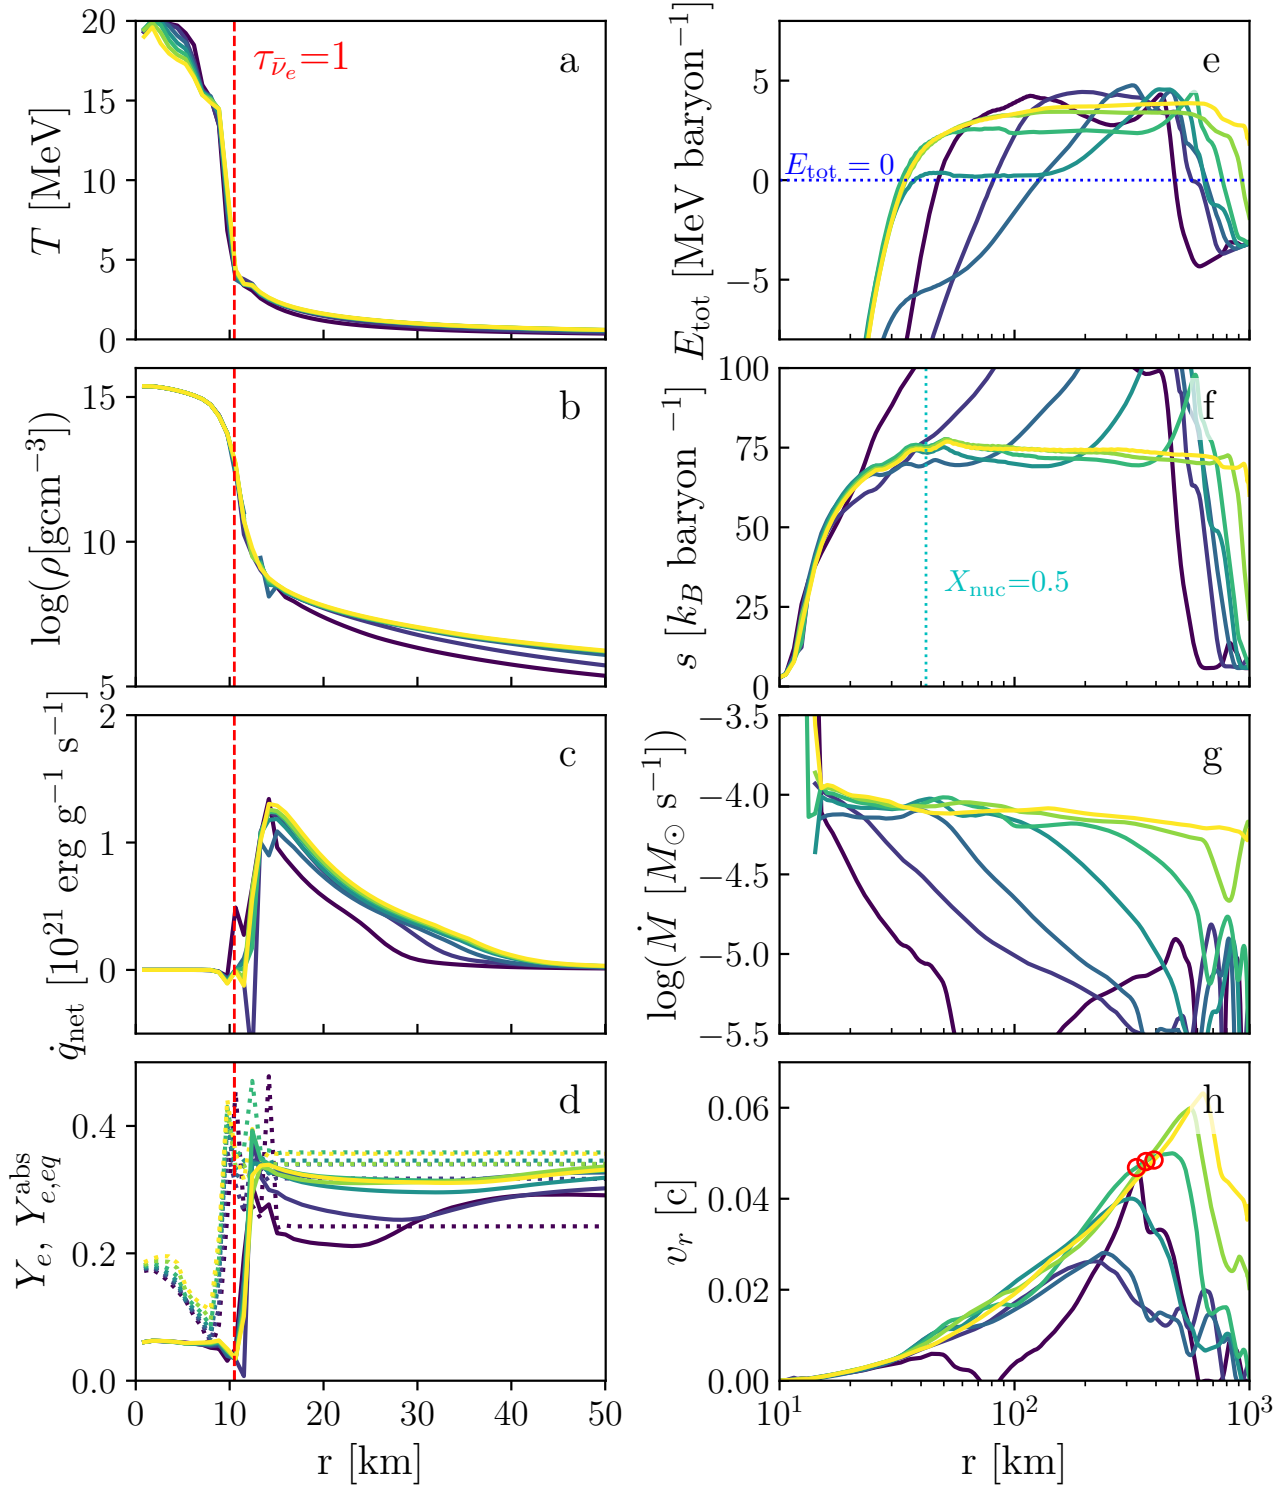 20
15
10
5
0
T [MeV]
τ_ν̄ₑ=1
a
15
10
5
log(ρ[gcm⁻³])
b
2
1
0
q̇_net [10²¹ erg g⁻¹ s⁻¹]
c
0.4
0.2
0.0
Y_e, Y_{e,eq}^{abs}
d
0 10 20 30 40 50
r [km]
5
0
−5
E_tot [MeV baryon⁻¹]
E_tot = 0
e
100
75
50
25
0
s [k_B baryon ⁻¹]
X_nuc=0.5
f
−3.5
−4.0
−4.5
−5.0
−5.5
log(Ṁ [M_⊙ s⁻¹])
g
0.06
0.04
0.02
0.00
v_r [c]
h
10¹ 10² 10³
r [km]